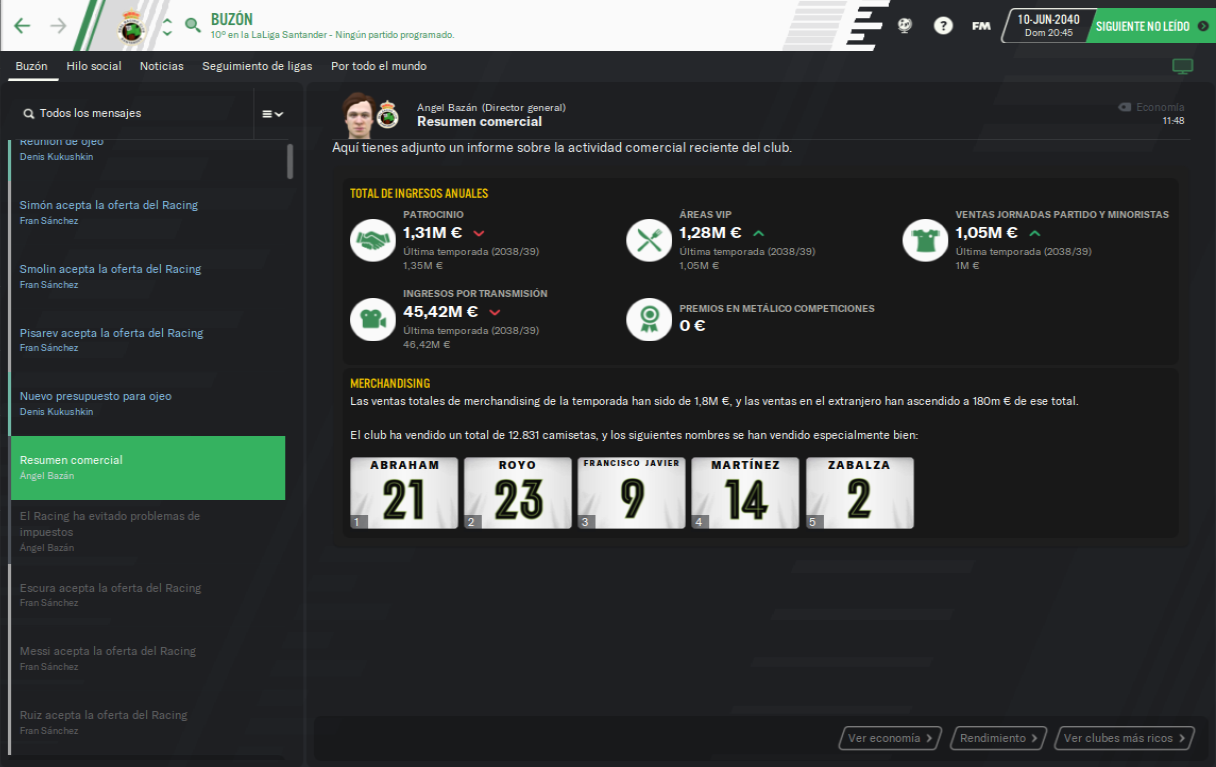 BUZÓN
10º en la LaLiga Santander - Ningún partido programado.
FM
10-JUN-2040
Dom 20:45
SIGUIENTE NO LEÍDO
Buzón Hilo social Noticias Seguimiento de ligas Por todo el mundo
Todos los mensajes
Reunión de ojeo
Denis Kukushkin
Simón acepta la oferta del Racing
Fran Sánchez
Smolin acepta la oferta del Racing
Fran Sánchez
Pisarev acepta la oferta del Racing
Fran Sánchez
Nuevo presupuesto para ojeo
Denis Kukushkin
Resumen comercial
Ángel Bazán
El Racing ha evitado problemas de
impuestos
Ángel Bazán
Escura acepta la oferta del Racing
Fran Sánchez
Messi acepta la oferta del Racing
Fran Sánchez
Ruiz acepta la oferta del Racing
Fran Sánchez
Ángel Bazán (Director general)
Resumen comercial
Economía
11:48
Aquí tienes adjunto un informe sobre la actividad comercial reciente del club.
TOTAL DE INGRESOS ANUALES
PATROCINIO
1,31M €
Última temporada (2038/39)
1,35M €
ÁREAS VIP
1,28M €
Última temporada (2038/39)
1,05M €
VENTAS JORNADAS PARTIDO Y MINORISTAS
1,05M €
Última temporada (2038/39)
1M €
INGRESOS POR TRANSMISIÓN
45,42M €
Última temporada (2038/39)
46,42M €
PREMIOS EN METÁLICO COMPETICIONES
0 €
MERCHANDISING
Las ventas totales de merchandising de la temporada han sido de 1,8M €, y las ventas en el extranjero han ascendido a 180m € de ese total.
El club ha vendido un total de 12.831 camisetas, y los siguientes nombres se han vendido especialmente bien:
ABRAHAM
21
1
ROYO
23
2
FRANCISCO JAVIER
9
3
MARTÍNEZ
14
4
ZABALZA
2
5
Ver economía
Rendimiento
Ver clubes más ricos